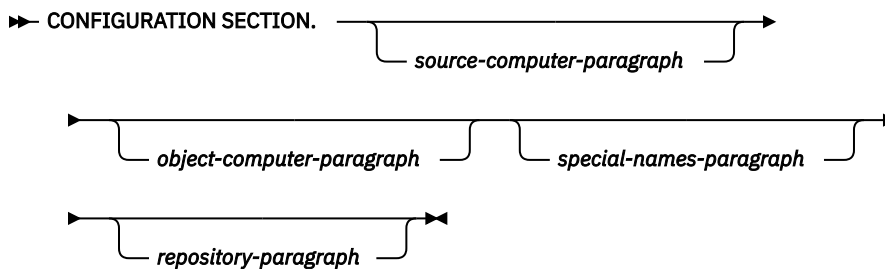 CONFIGURATION SECTION.
source-computer-paragraph
object-computer-paragraph special-names-paragraph
repository-paragraph